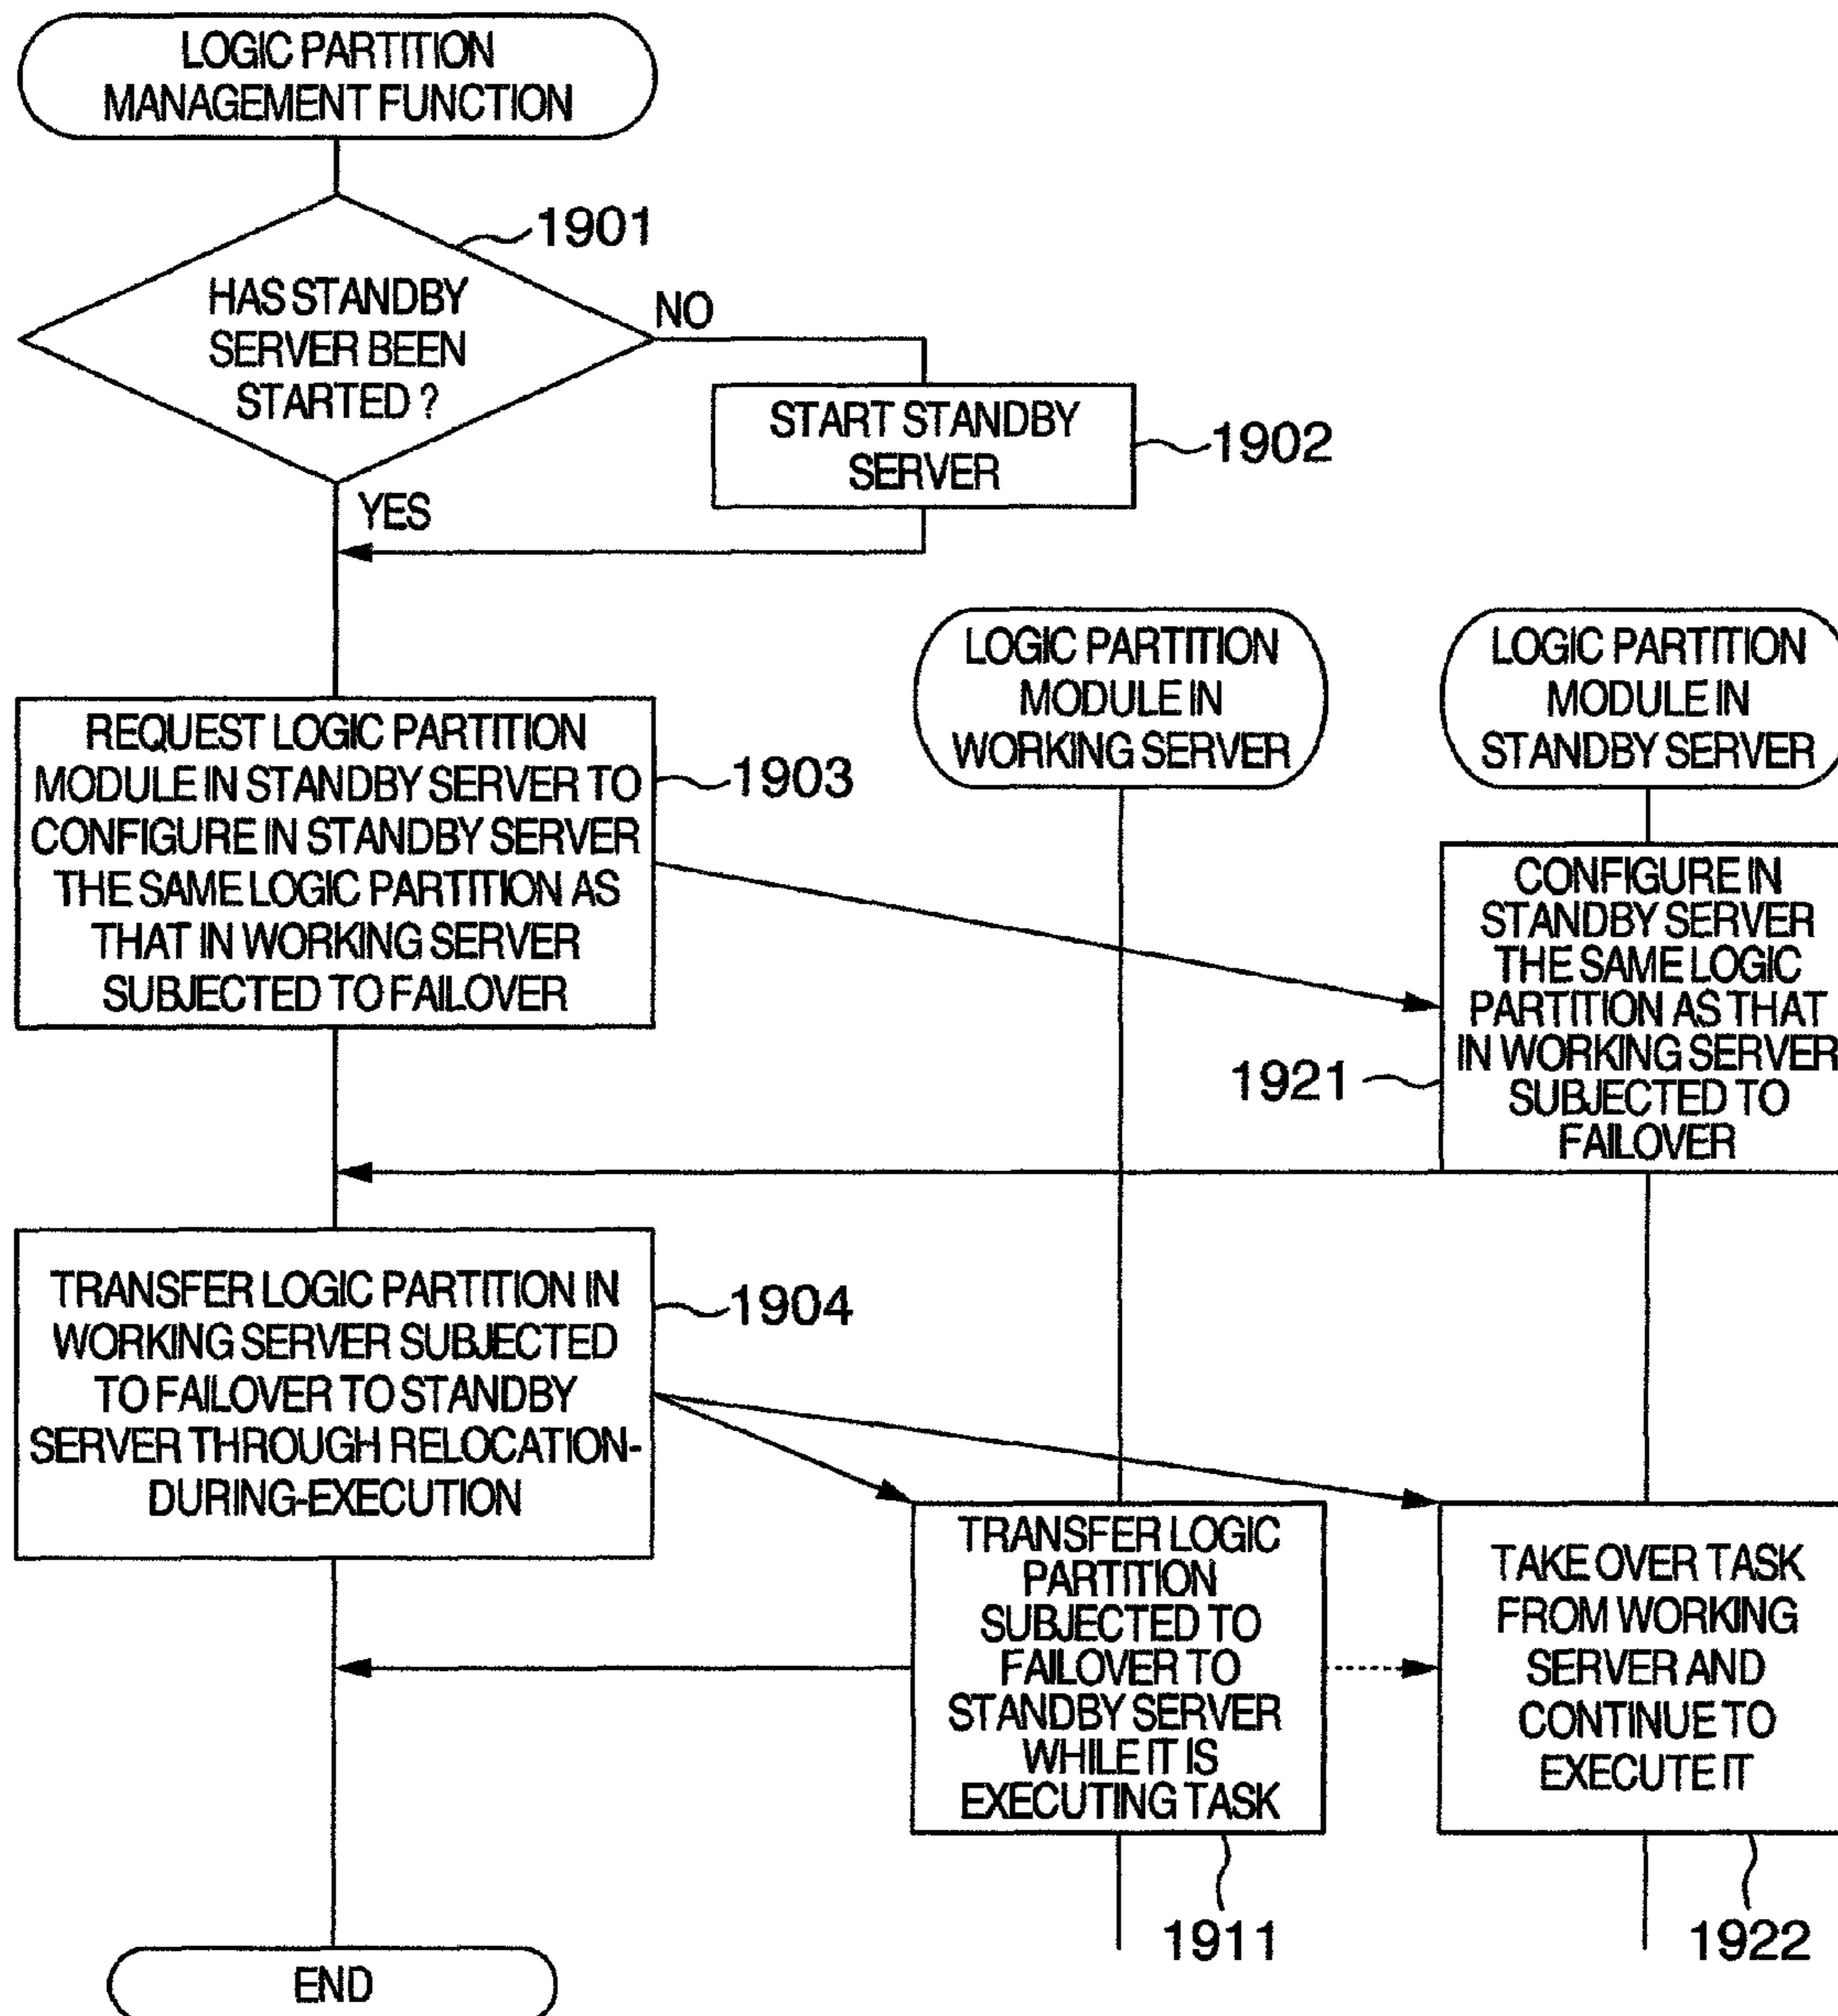 LOGIC PARTITION
MANAGEMENT FUNCTION
1901
HAS STANDBY
SERVER BEEN
STARTED ?
NO
START STANDBY
SERVER
1902
YES
REQUEST LOGIC PARTITION
MODULE IN STANDBY SERVER TO
CONFIGURE IN STANDBY SERVER
THE SAME LOGIC PARTITION AS
THAT IN WORKING SERVER
SUBJECTED TO FAILOVER
1903
LOGIC PARTITION
MODULE IN
WORKING SERVER
LOGIC PARTITION
MODULE IN
STANDBY SERVER
CONFIGURE IN
STANDBY SERVER
THE SAME LOGIC
PARTITION AS THAT
IN WORKING SERVER
SUBJECTED TO
FAILOVER
1921
TRANSFER LOGIC PARTITION IN
WORKING SERVER SUBJECTED
TO FAILOVER TO STANDBY
SERVER THROUGH RELOCATION-
DURING-EXECUTION
1904
TRANSFER LOGIC
PARTITION
SUBJECTED TO
FAILOVER TO
STANDBY SERVER
WHILE IT IS
EXECUTING TASK
1911
TAKE OVER TASK
FROM WORKING
SERVER AND
CONTINUE TO
EXECUTE IT
1922
END